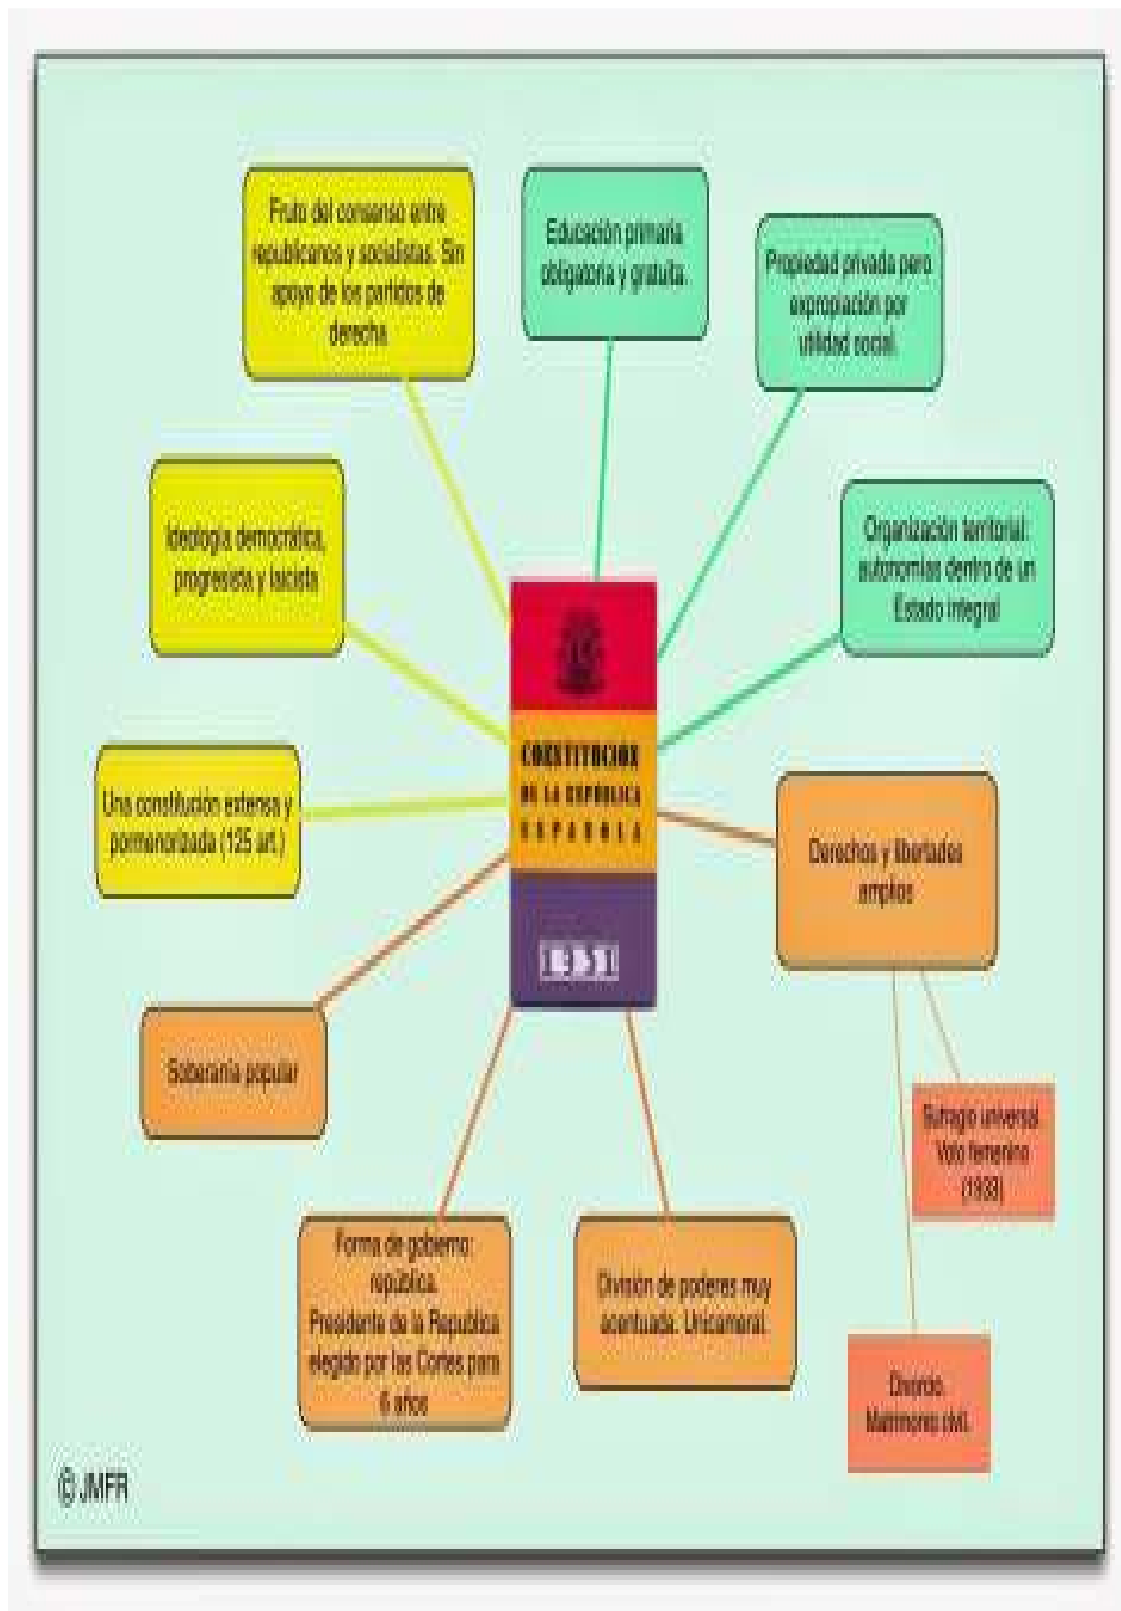 Fruto del consenso entre
republicanos y socialistas. Sin
apoyo de los partidos de
derecha.
Educación primaria
obligatoria y gratuita.
Propiedad privada pero
expropiación por
utilidad social.
Ideología democrática,
progresista y laicista
Organización territorial:
autonomías dentro de un
Estado integral
CONSTITUCIÓN
DE LA REPÚBLICA
ESPAÑOLA
1931
Una constitución extensa y
pormenorizada (125 art.)
Derechos y libertades
amplios
Soberanía popular
Sufragio universal.
Voto femenino
(1933)
Forma de gobierno:
república.
Presidente de la Republica
elegido por las Cortes para
6 años
División de poderes muy
acentuada. Unicameral.
Divorcio.
Matrimonio civil.
© JMFR